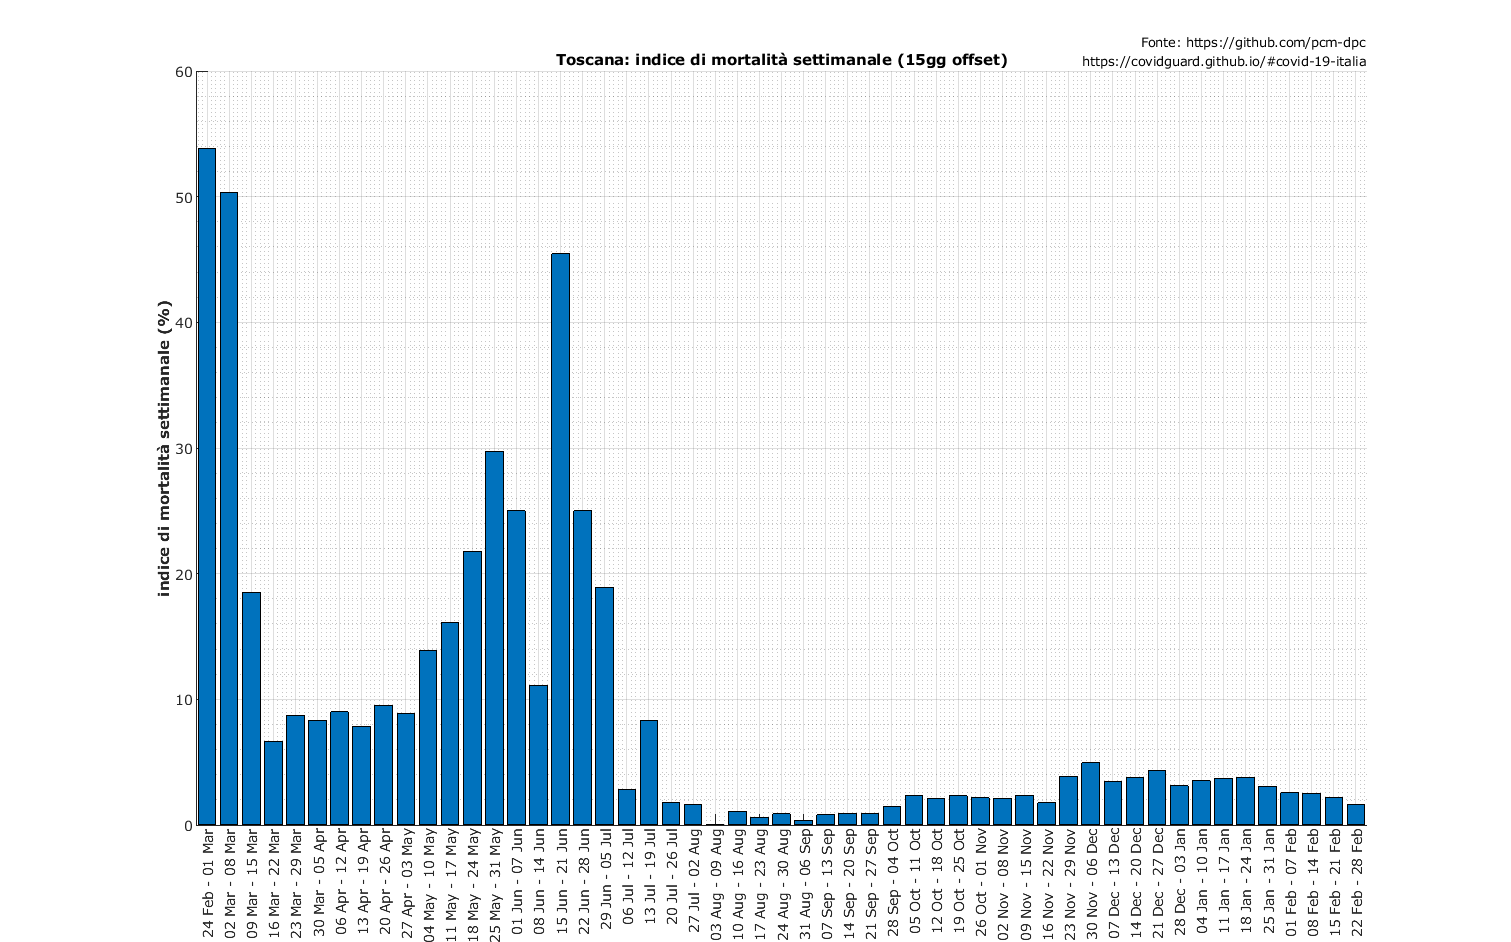 Fonte: https://github.com/pcm-dpc
https://covidguard.github.io/#covid-19-italia
Toscana: indice di mortalità settimanale (15gg offset)
indice di mortalità settimanale (%)
60
50
40
30
20
10
0
24 Feb - 01 Mar
02 Mar - 08 Mar
09 Mar - 15 Mar
16 Mar - 22 Mar
23 Mar - 29 Mar
30 Mar - 05 Apr
06 Apr - 12 Apr
13 Apr - 19 Apr
20 Apr - 26 Apr
27 Apr - 03 May
04 May - 10 May
11 May - 17 May
18 May - 24 May
25 May - 31 May
01 Jun - 07 Jun
08 Jun - 14 Jun
15 Jun - 21 Jun
22 Jun - 28 Jun
29 Jun - 05 Jul
06 Jul - 12 Jul
13 Jul - 19 Jul
20 Jul - 26 Jul
27 Jul - 02 Aug
03 Aug - 09 Aug
10 Aug - 16 Aug
17 Aug - 23 Aug
24 Aug - 30 Aug
31 Aug - 06 Sep
07 Sep - 13 Sep
14 Sep - 20 Sep
21 Sep - 27 Sep
28 Sep - 04 Oct
05 Oct - 11 Oct
12 Oct - 18 Oct
19 Oct - 25 Oct
26 Oct - 01 Nov
02 Nov - 08 Nov
09 Nov - 15 Nov
16 Nov - 22 Nov
23 Nov - 29 Nov
30 Nov - 06 Dec
07 Dec - 13 Dec
14 Dec - 20 Dec
21 Dec - 27 Dec
28 Dec - 03 Jan
04 Jan - 10 Jan
11 Jan - 17 Jan
18 Jan - 24 Jan
25 Jan - 31 Jan
01 Feb - 07 Feb
08 Feb - 14 Feb
15 Feb - 21 Feb
22 Feb - 28 Feb